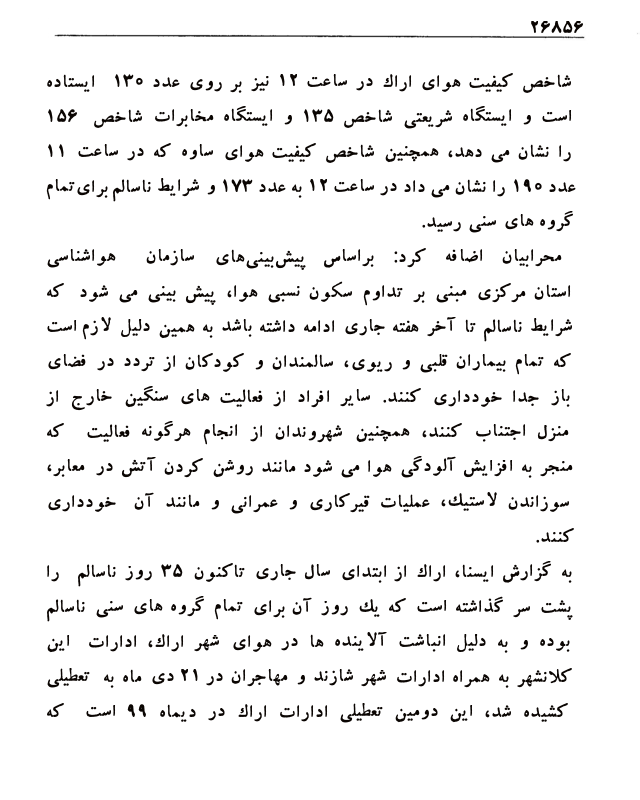 ۲۶۸۵۶
شاخص کیفیت هوای اراك در ساعت ۱۲ نیز بر روی عدد ۱۳۰ ایستاده
است و ایستگاه شریعتی شاخص ۱۳۵ و ایستگاه مخابرات شاخص ۱۵۶
را نشان می دهد، همچنین شاخص کیفیت هوای ساوه که در ساعت ۱۱
عدد ۱۹۰ را نشان می داد در ساعت ۱۲ به عدد ۱۷۳ و شرایط ناسالم برای تمام
گروه های سنی رسید.
محرابیان اضافه کرد: براساس پیش‌بینی‌های سازمان هواشناسی
استان مرکزی مبنی بر تداوم سکون نسبی هوا، پیش بینی می شود که
شرایط ناسالم تا آخر هفته جاری ادامه داشته باشد به همین دلیل لازم است
که تمام بیماران قلبی و ریوی، سالمندان و کودکان از تردد در فضای
باز جدا خودداری کنند. سایر افراد از فعالیت های سنگین خارج از
منزل اجتناب کنند، همچنین شهروندان از انجام هرگونه فعالیت که
منجر به افزایش آلودگی هوا می شود مانند روشن کردن آتش در معابر،
سوزاندن لاستیك، عملیات قیرکاری و عمرانی و مانند آن خودداری
کنند.
به گزارش ایسنا، اراك از ابتدای سال جاری تاکنون ۳۵ روز ناسالم را
پشت سر گذاشته است که یك روز آن برای تمام گروه های سنی ناسالم
بوده و به دلیل انباشت آلاینده ها در هوای شهر اراك، ادارات این
کلانشهر به همراه ادارات شهر شازند و مهاجران در ۲۱ دی ماه به تعطیلی
کشیده شد، این دومین تعطیلی ادارات اراك در دیماه ۹۹ است که